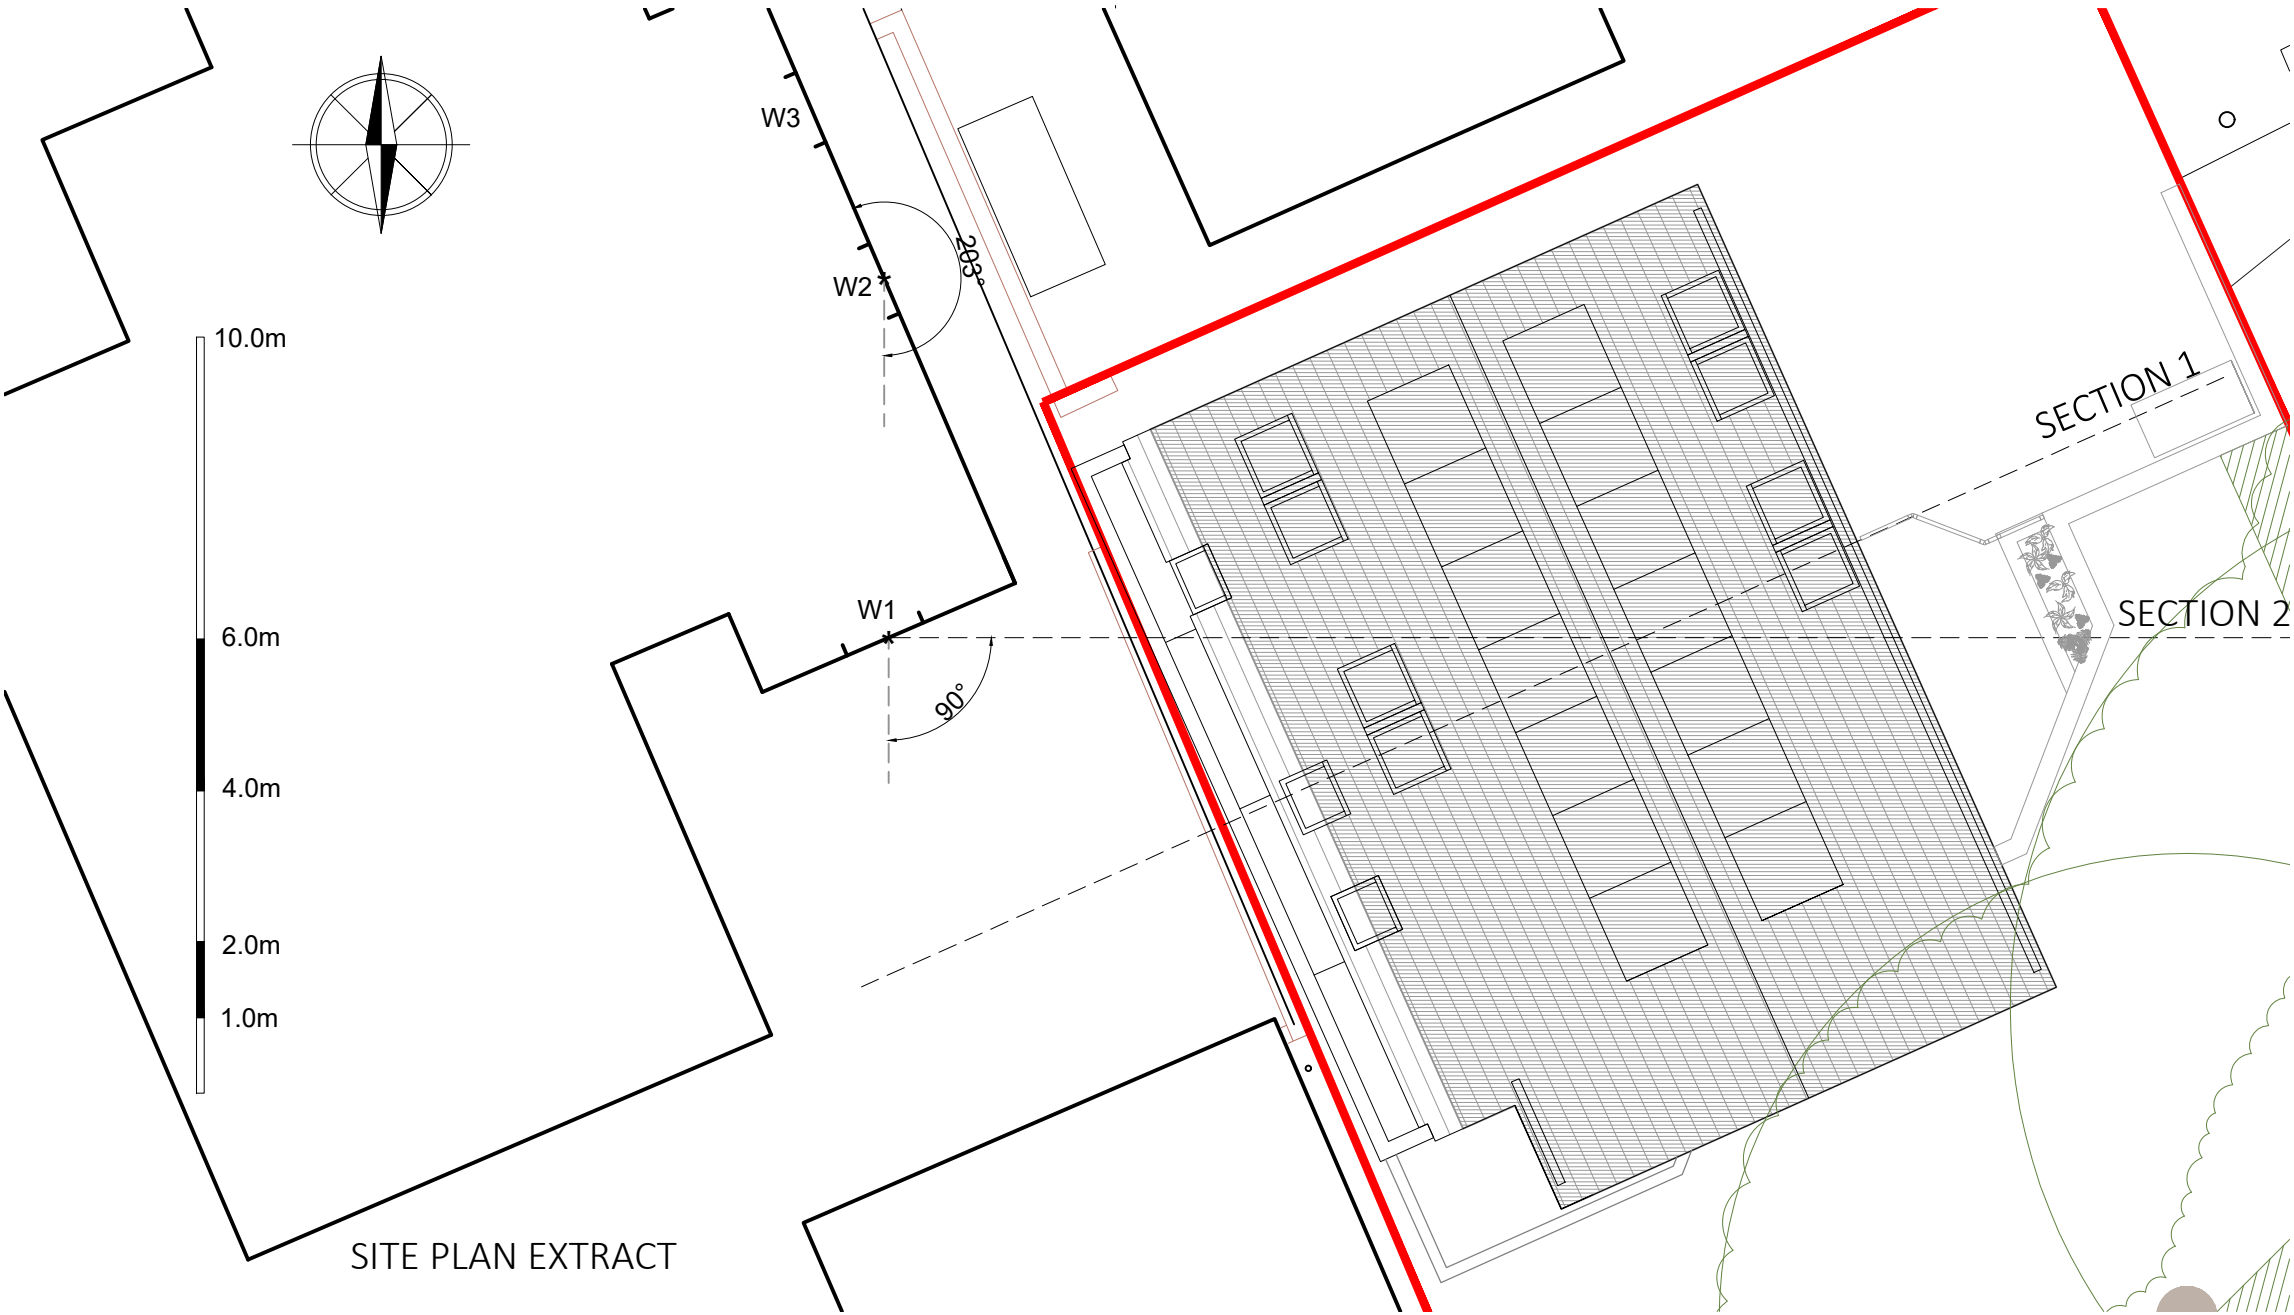 W3
203°
W2
10.0m
SECTION 1
W1
SECTION 2
6.0m
90°
4.0m
2.0m
1.0m
SITE PLAN EXTRACT